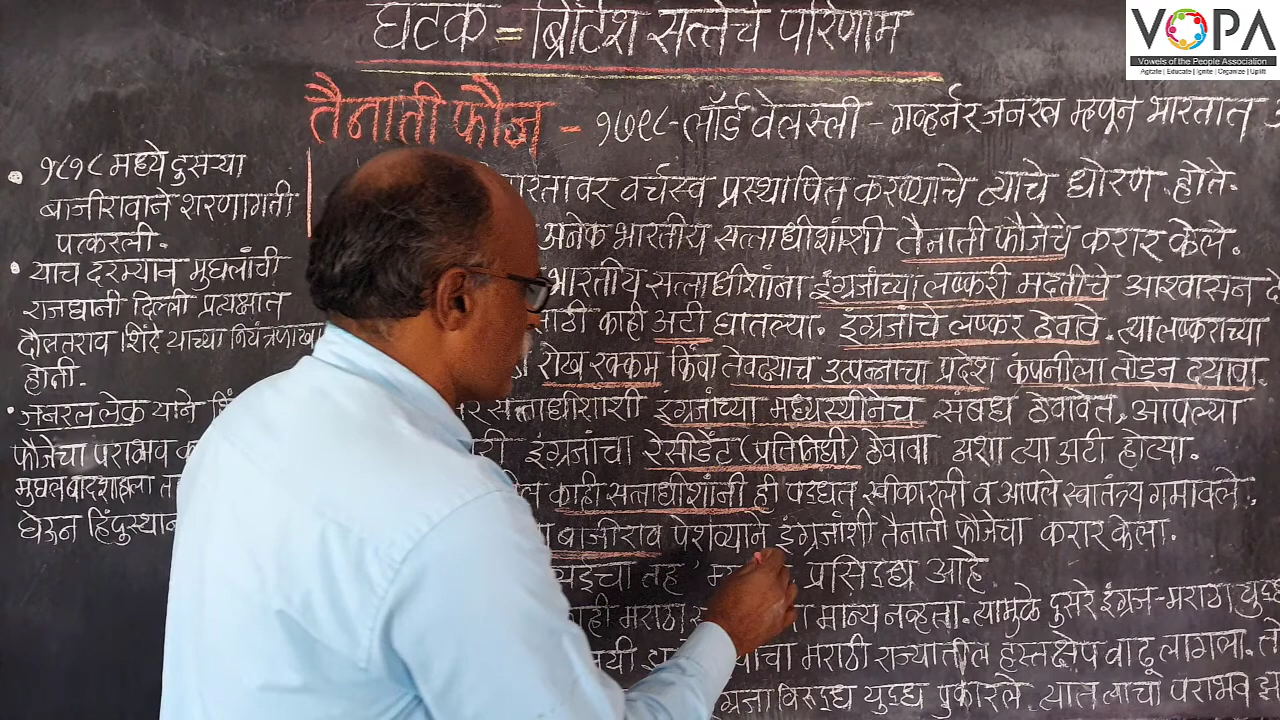 घटक = ब्रिटिश सत्तेचे परिणाम
VOPA
Vowels of the People Association
Agitate | Educate | Ignite | Organize | Uplift
तैनाती फौज - १७९८-लॉर्ड वेलस्ली - गव्हर्नर जनरल म्हणून भारतात
वर वर्चस्व प्रस्थापित करण्याचे त्याचे धोरण होते.
अनेक भारतीय सत्ताधीशांशी तैनाती फौजेचे करार केले.
भारतीय सत्ताधीशांना इंग्रजांच्या लष्करी मदतीचे आश्वासन
काही अटी घातल्या. इंग्रजांचे लष्कर ठेवावे. त्या लष्कराच्या
रोख रक्कम किंवा तेवढ्याच उत्पन्नाचा प्रदेश कंपनीला तोडून द्यावा.
सत्ताधीशांशी इंग्रजांच्या मध्यस्थीनेच संबंध ठेवावेत, आपल्या
इंग्रजांचा रेसीडेंट (प्रतिनिधी) ठेवावा अशा त्या अटी होत्या.
काही सत्ताधीशांनी ही पद्धत स्वीकारली व आपले स्वातंत्र्य गमावले.
बाजीराव पेशव्याने इंग्रजांशी तैनाती फौजेचा करार केला.
तह' प्रसिद्ध आहे.
मराठा मान्य नव्हता. त्यामुळे दुसरे इंग्रज-मराठा युद्ध
मराठी राज्यातील हस्तक्षेप वाढू लागला.
विरुद्ध युद्ध पुकारले. त्यात त्याचा पराभव
• १८१८ मध्ये दुसऱ्या
बाजीरावाने शरणागती
पत्करली.
• याच दरम्यान मुघलांची
राजधानी दिल्ली प्रत्यक्षात
दौलतराव शिंदे याच्या नियंत्रणाखा
होती.
• जनरल लेक याने
फौजेचा पराभव
मुघल बादशाहाला
घेऊन हिंदुस्थान